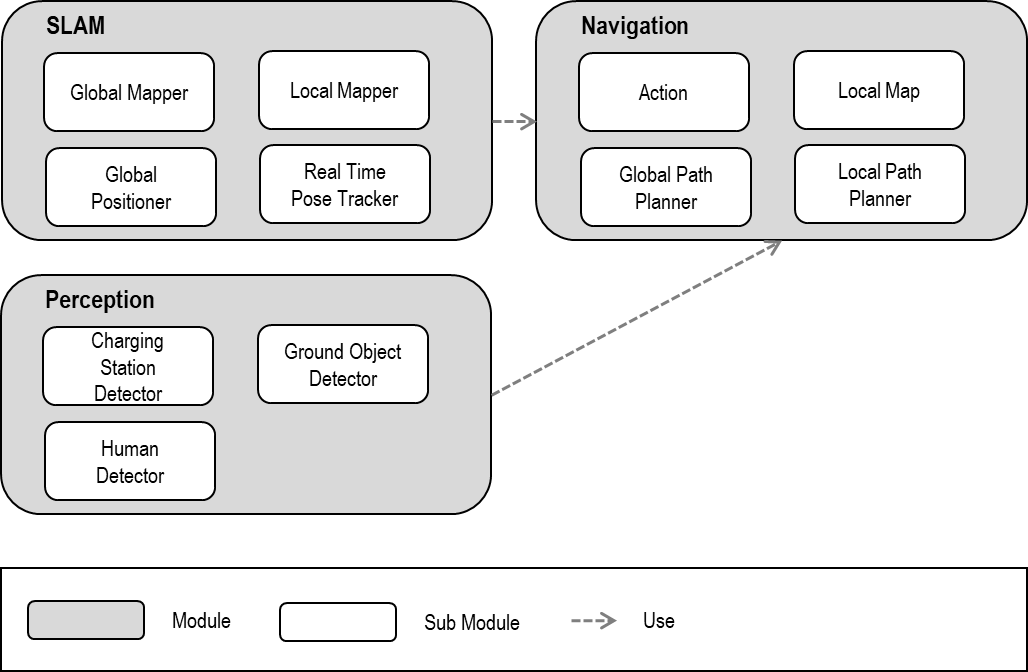 SLAM
Global Mapper
Local Mapper
Global
Positioner
Real Time
Pose Tracker
Navigation
Action
Local Map
Global Path
Planner
Local Path
Planner
Perception
Charging
Station
Detector
Ground Object
Detector
Human
Detector
Module
Sub Module
Use